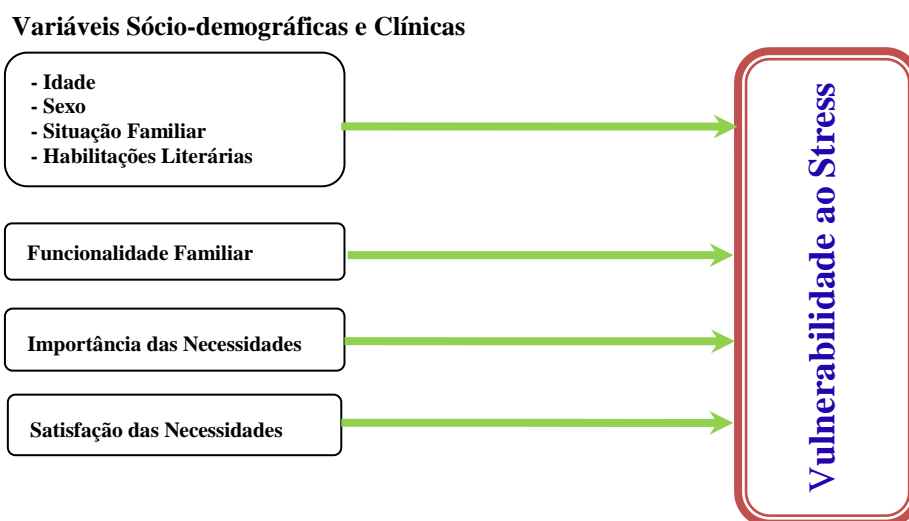 Variáveis Sócio-demográficas e Clínicas
- Idade
- Sexo
- Situação Familiar
- Habilitações Literárias
Funcionalidade Familiar
Importância das Necessidades
Satisfação das Necessidades
Vulnerabilidade ao Stress